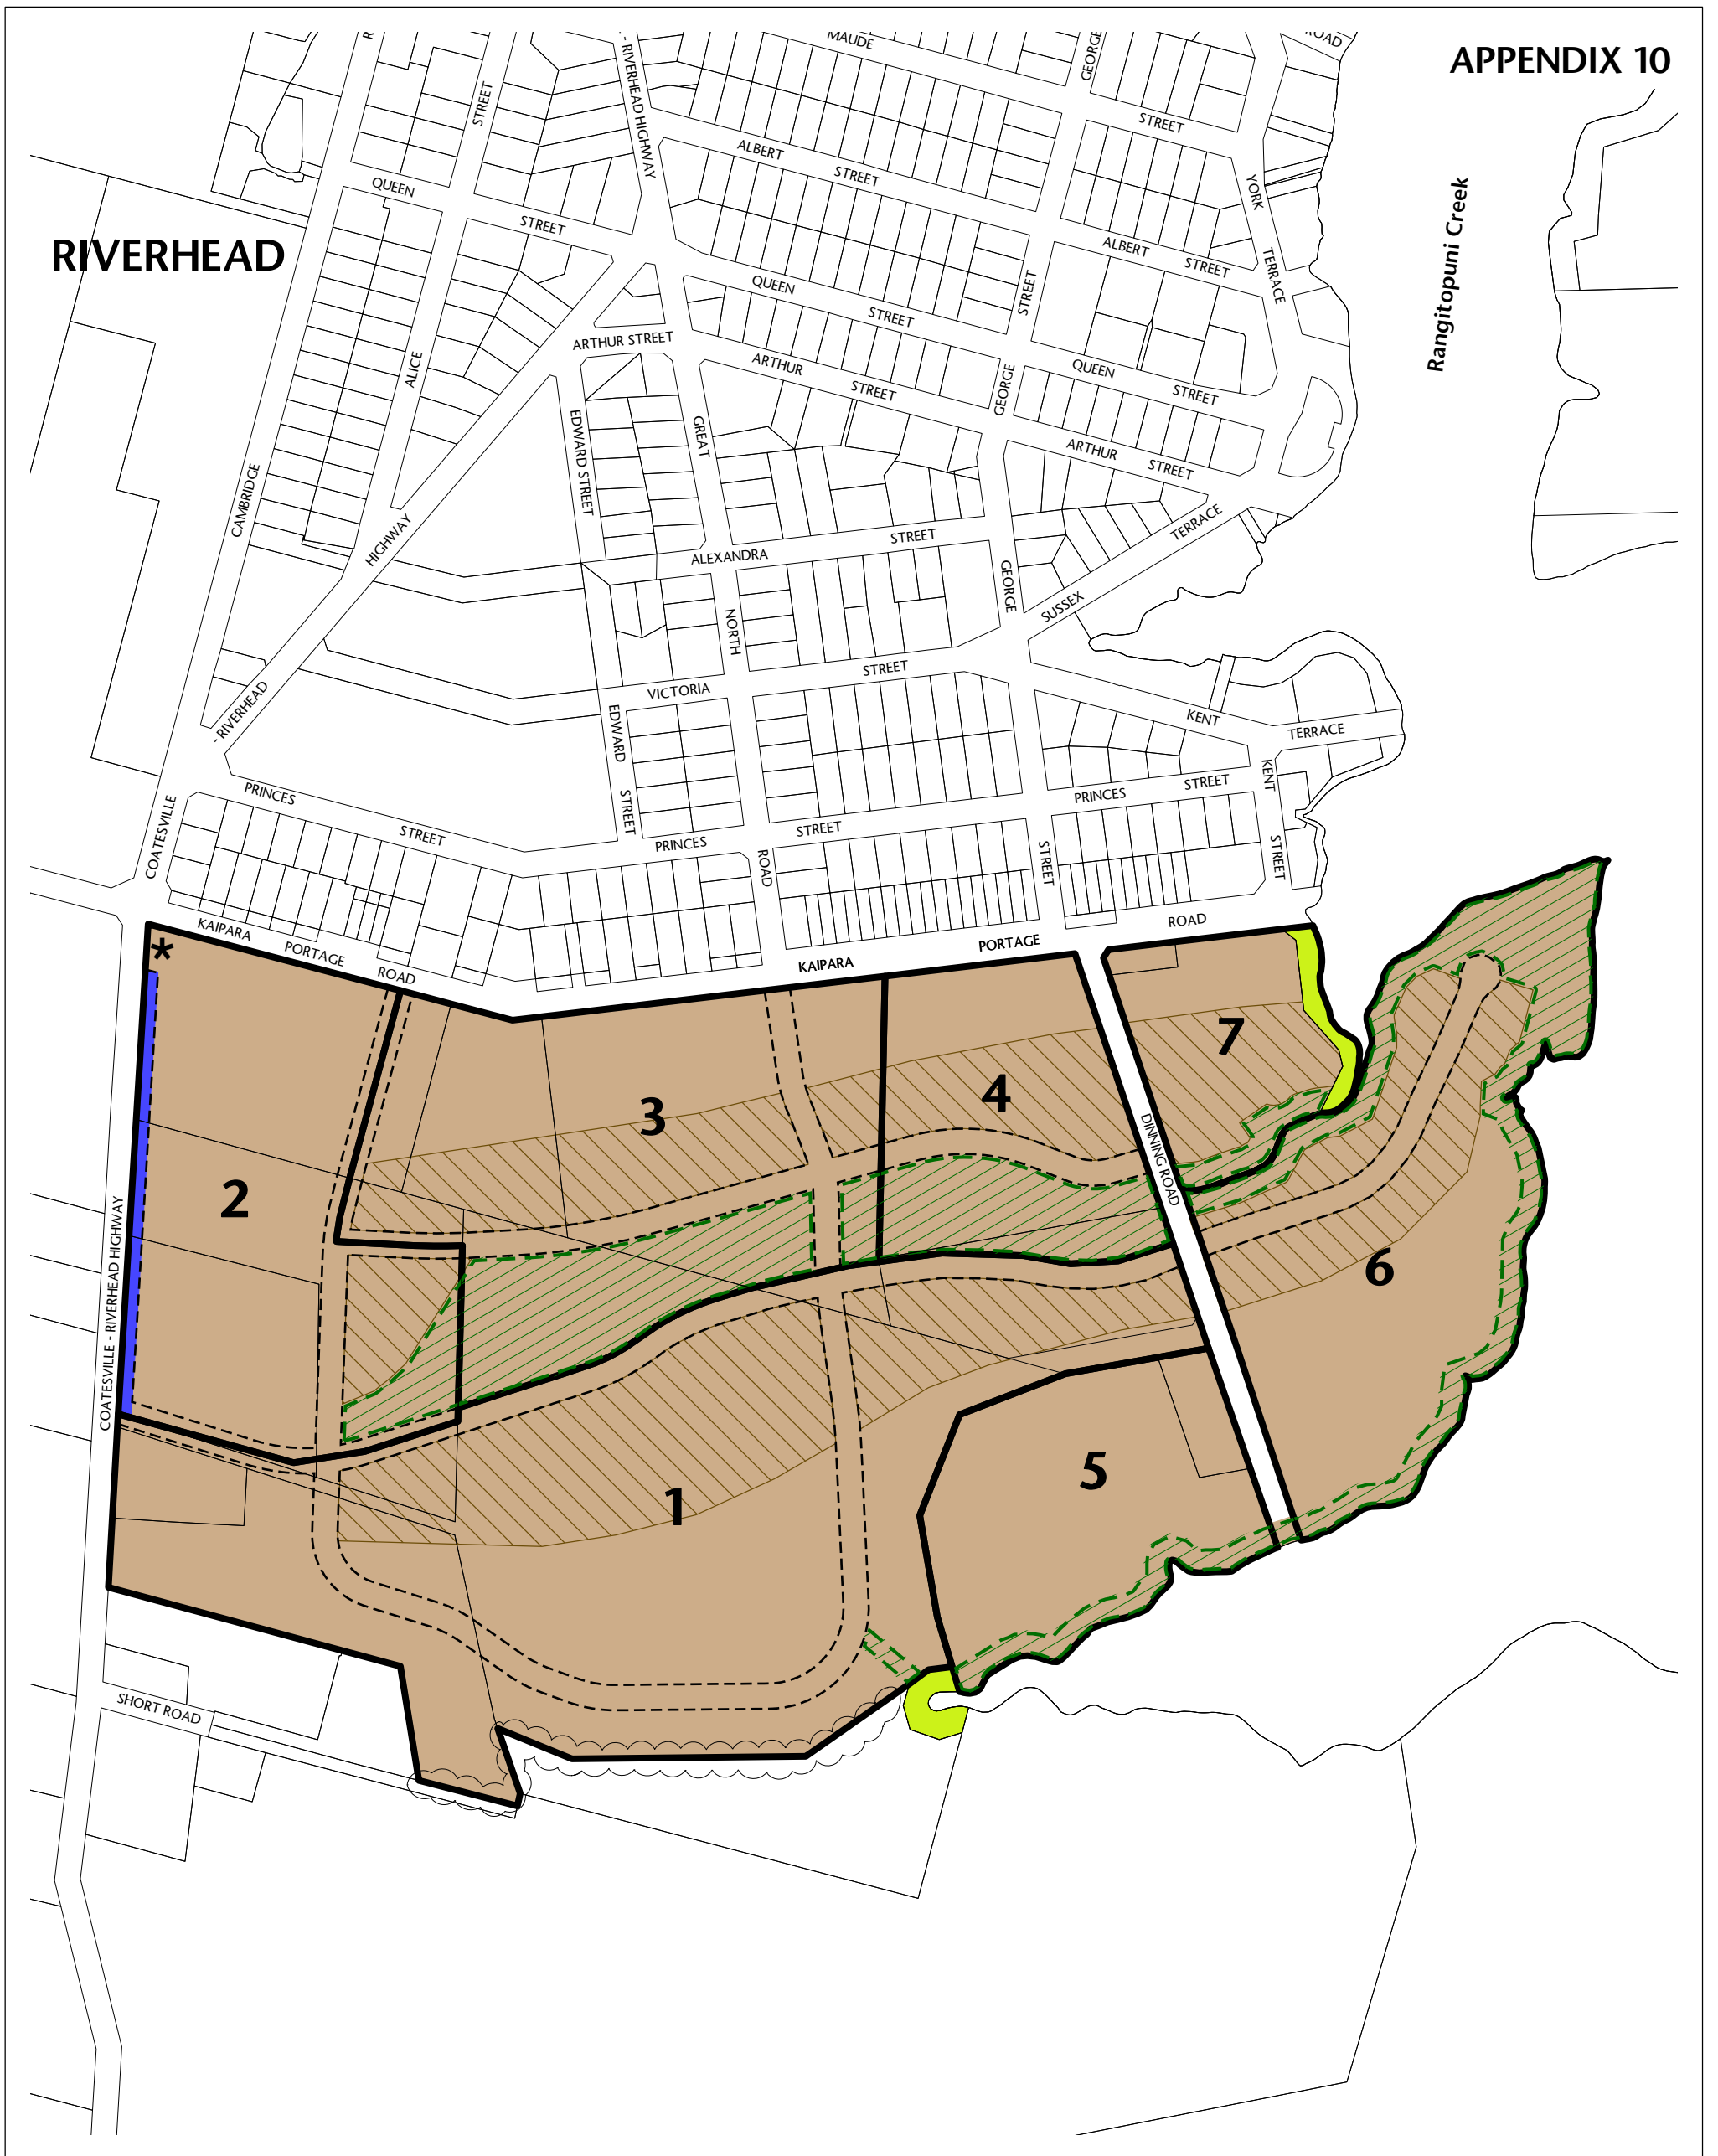 APPENDIX 10
RIVERHEAD
Rangitopuni Creek
R
STREET
- RIVERHEAD HIGHWAY
MAUDE
GEORGE
ROAD
STREET
ALBERT
STREET
YORK
QUEEN
STREET
ALBERT
STREET
TERRACE
QUEEN
STREET
STREET
ARTHUR STREET
ARTHUR
STREET
GEORGE
QUEEN
STREET
ALICE
EDWARD STREET
GREAT
ARTHUR
STREET
CAMBRIDGE
HIGHWAY
ALEXANDRA
STREET
TERRACE
GEORGE
SUSSEX
NORTH
- RIVERHEAD
VICTORIA
STREET
KENT
TERRACE
EDWARD
STREET
KENT
STREET
PRINCES
STREET
PRINCES
STREET
PRINCES
STREET
COATESVILLE
ROAD
STREET
KAIPARA
PORTAGE
ROAD
KAIPARA
PORTAGE
ROAD
*
7
4
3
DINNING ROAD
2
6
COATESVILLE - RIVERHEAD HIGHWAY
5
1
SHORT ROAD